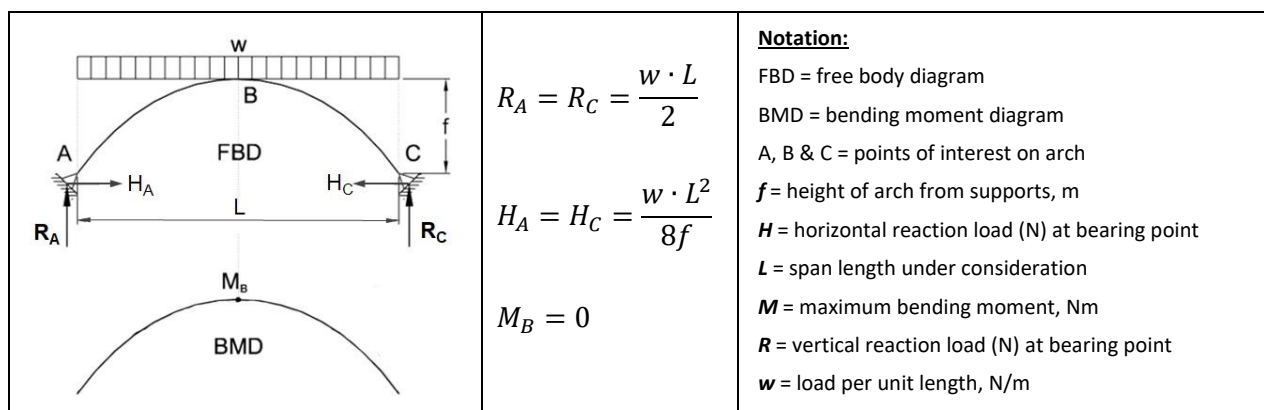 w
B
f
A
FBD
C
H_A
H_C
L
R_A
R_C
M_B
BMD
R_A = R_C = \frac{w · L}{2}
H_A = H_C = \frac{w · L^2}{8f}
M_B = 0
Notation:
FBD = free body diagram
BMD = bending moment diagram
A, B & C = points of interest on arch
f = height of arch from supports, m
H = horizontal reaction load (N) at bearing point
L = span length under consideration
M = maximum bending moment, Nm
R = vertical reaction load (N) at bearing point
w = load per unit length, N/m